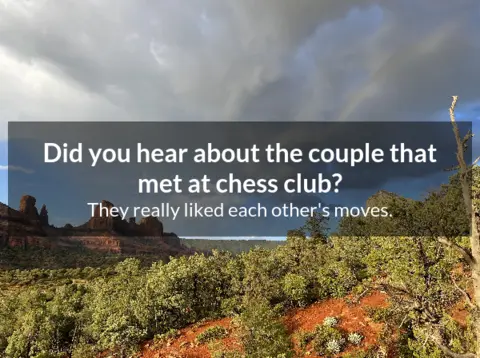 Did you hear about the couple that
met at chess club?
They really liked each other's moves.